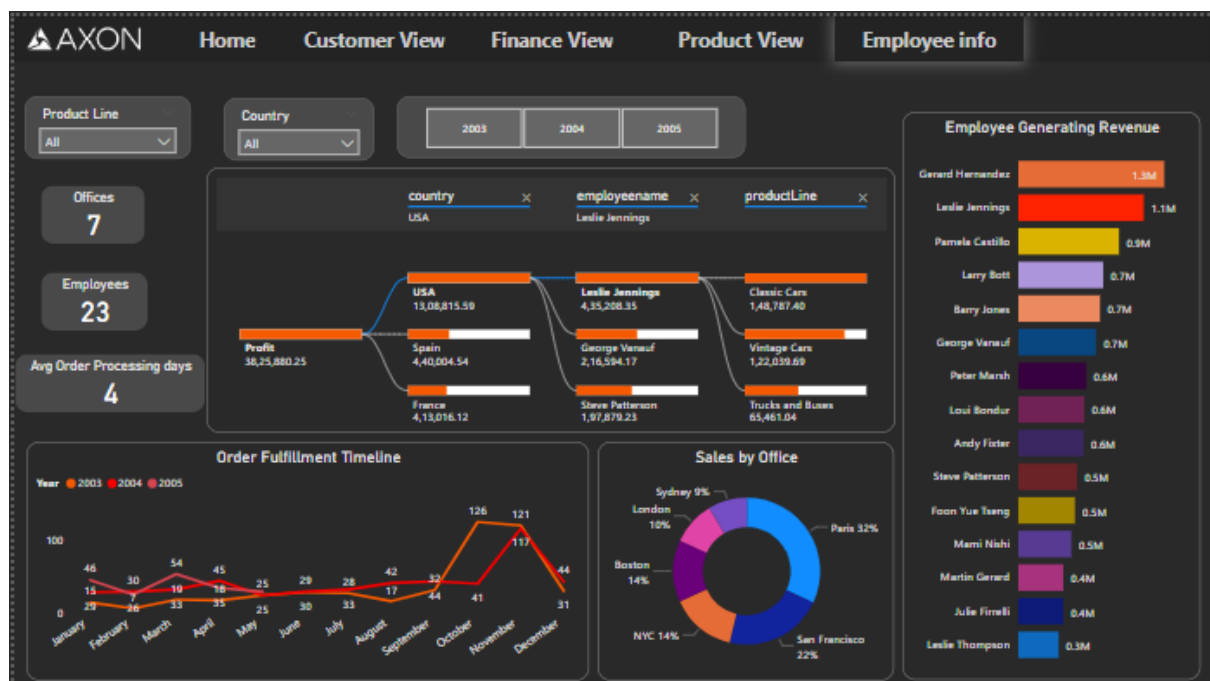 AXON
Home
Customer View
Finance View
Product View
Employee info
Product Line
All
Country
All
2003
2004
2005
Offices
7
Employees
23
Avg Order Processing days
4
country
USA
employeename
Leslie Jennings
productLine
Profit
38,25,880.25
USA
13,08,815.59
Spain
4,40,004.54
France
4,13,016.12
Leslie Jennings
4,35,208.35
George Vanauf
2,16,594.17
Steve Patterson
1,97,879.23
Classic Cars
1,48,787.40
Vintage Cars
1,22,039.69
Trucks and Buses
65,461.04
Employee Generating Revenue
Gerard Hernandez 1.3M
Leslie Jennings 1.1M
Pamela Castillo 0.9M
Larry Bott 0.7M
Barry Jones 0.7M
George Vanauf 0.7M
Peter Marsh 0.6M
Loui Bondur 0.6M
Andy Fixter 0.6M
Steve Patterson 0.5M
Foon Yue Tseng 0.5M
Mami Nishi 0.5M
Martin Gerard 0.4M
Julie Firrelli 0.4M
Leslie Thompson 0.3M
Order Fulfillment Timeline
Year 2003 2004 2005
100
0
46 30 54 45 25 29 28 42 32 126 121 44
15 7 19 18 17 117
29 26 33 35 25 30 33 44 41 31
January February March April May June July August September October November December
Sales by Office
Sydney 9%
London
10%
Boston
14%
NYC 14%
Paris 32%
San Francisco
22%